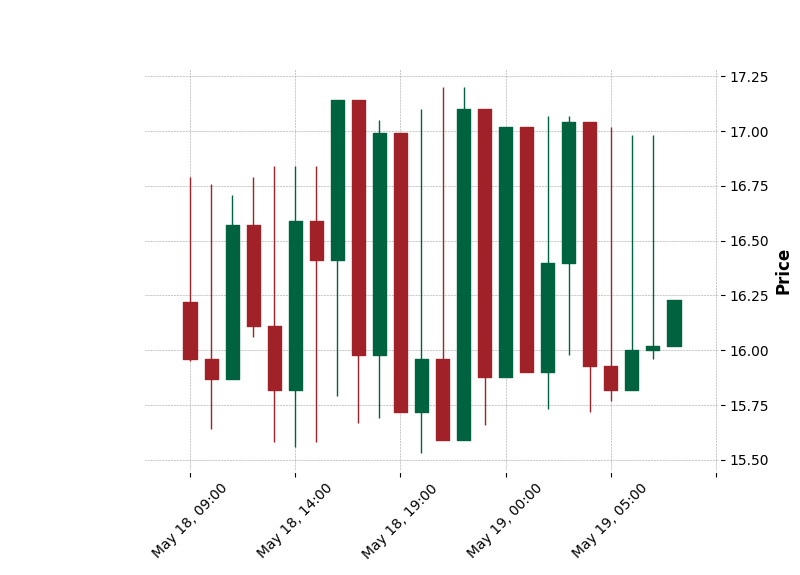 17.25
17.00
16.75
16.50
16.25
16.00
15.75
15.50
Price
May 18, 09:00
May 18, 14:00
May 18, 19:00
May 19, 00:00
May 19, 05:00